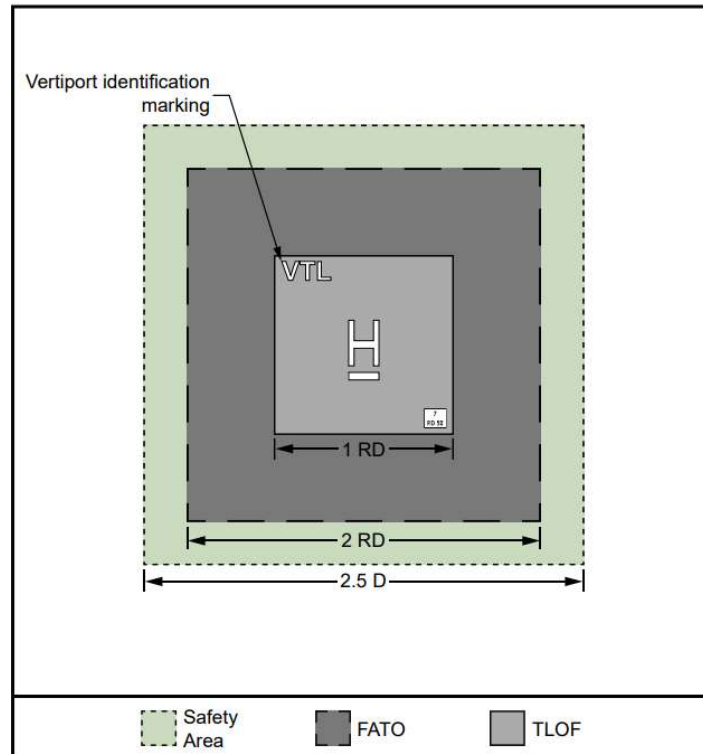 Vertiport identification
marking
VTL
H
7
RD 50
1 RD
2 RD
2.5 D
Safety
Area
FATO
TLOF